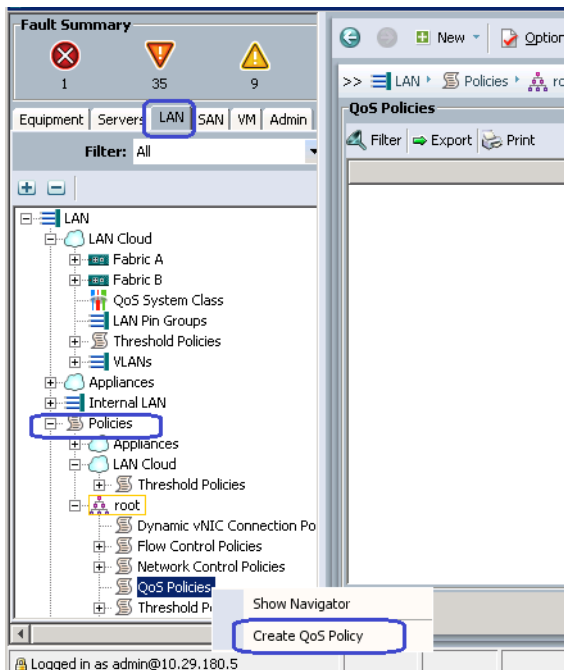 Fault Summary
1 35 9
Equipment Servers LAN SAN VM Admin
Filter: All
LAN
LAN Cloud
Fabric A
Fabric B
QoS System Class
LAN Pin Groups
Threshold Policies
VLANs
Appliances
Internal LAN
Policies
Appliances
LAN Cloud
Threshold Policies
root
Dynamic vNIC Connection Po
Flow Control Policies
Network Control Policies
QoS Policies
Threshold P
Show Navigator
Create QoS Policy
Logged in as admin@10.29.180.5
New Option
>> LAN Policies ro
QoS Policies
Filter Export Print